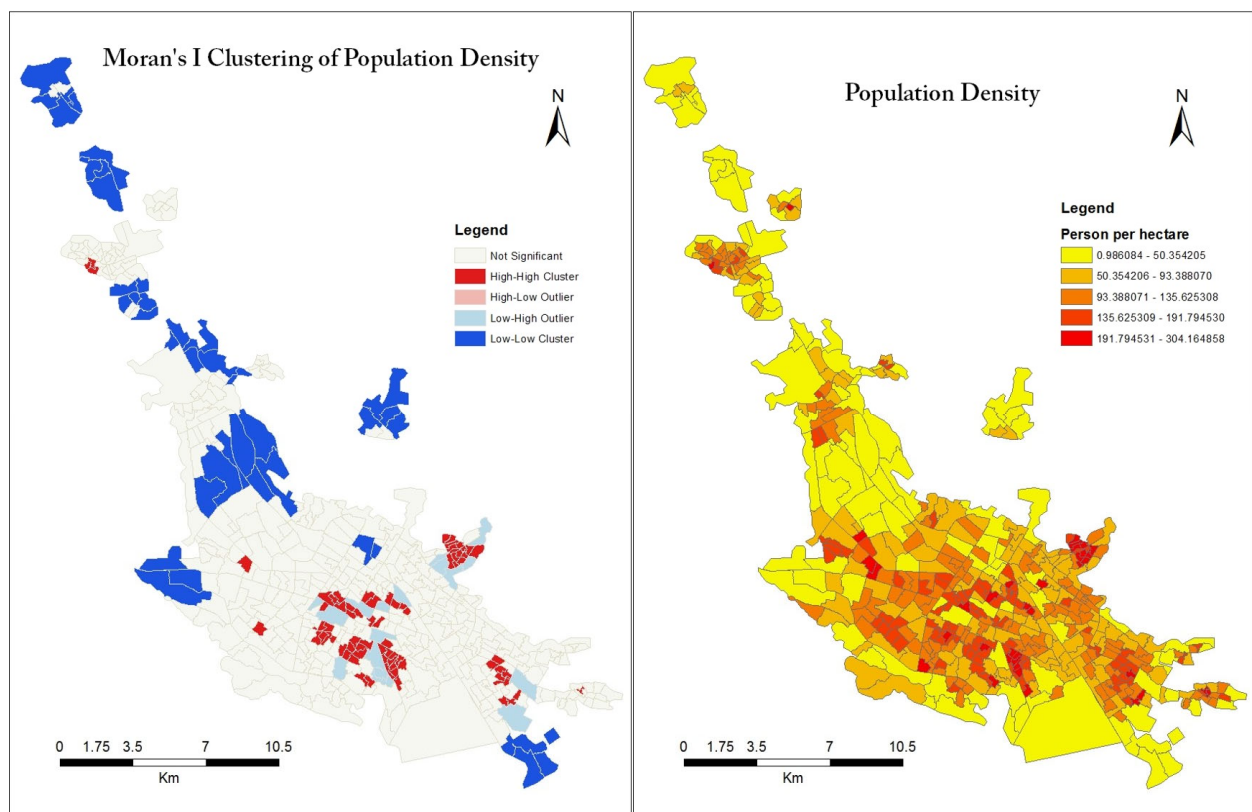 Moran's I Clustering of Population Density
N
Legend
Not Significant
High-High Cluster
High-Low Outlier
Low-High Outlier
Low-Low Cluster
0 1.75 3.5 7 10.5
Km
Population Density
N
Legend
Person per hectare
0.986084 - 50.354205
50.354206 - 93.388070
93.388071 - 135.625308
135.625309 - 191.794530
191.794531 - 304.164858
0 1.75 3.5 7 10.5
Km